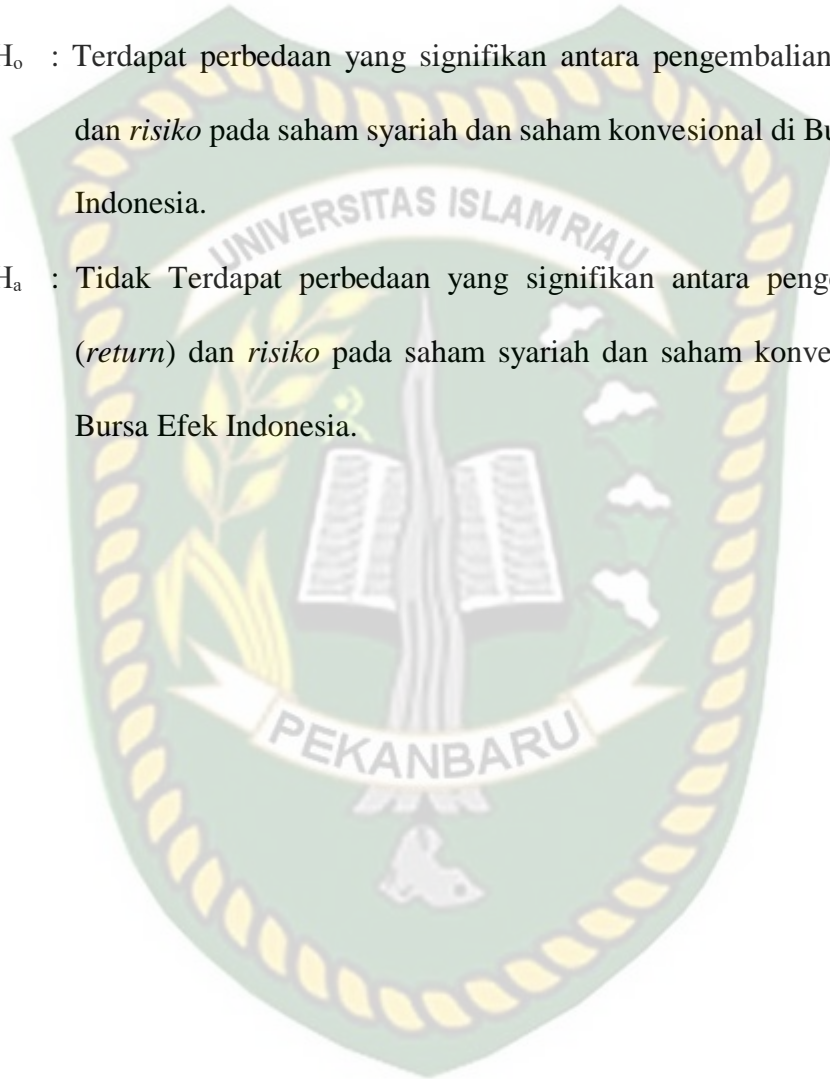 H₀ : Terdapat perbedaan yang signifikan antara pengembalian
dan risiko pada saham syariah dan saham konvesional di
Indonesia.
UNIVERSITAS ISLAM RIAU
Hₐ : Tidak Terdapat perbedaan yang signifikan antara
(return) dan risiko pada saham syariah dan saham
Bursa Efek Indonesia.
PEKANBARU